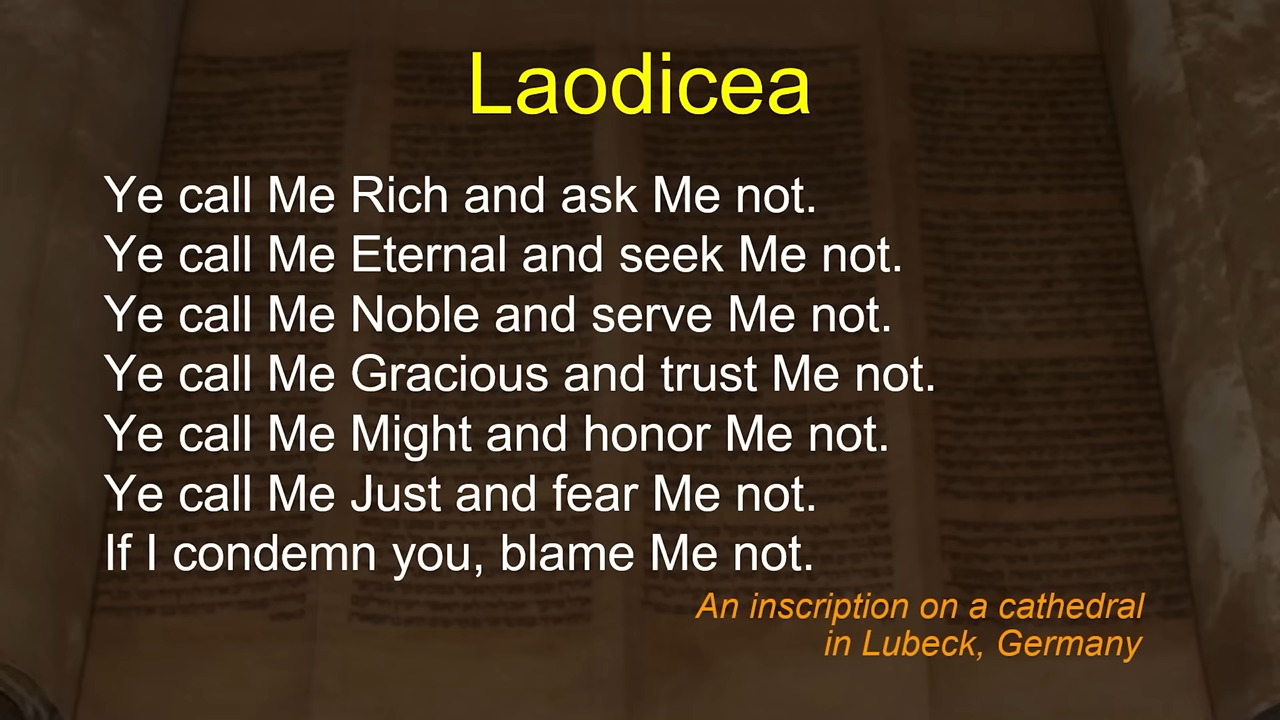 Laodicea
Ye call Me Rich and ask Me not.
Ye call Me Eternal and seek Me not.
Ye call Me Noble and serve Me not.
Ye call Me Gracious and trust Me not.
Ye call Me Might and honor Me not.
Ye call Me Just and fear Me not.
If I condemn you, blame Me not.
An inscription on a cathedral
in Lubeck, Germany